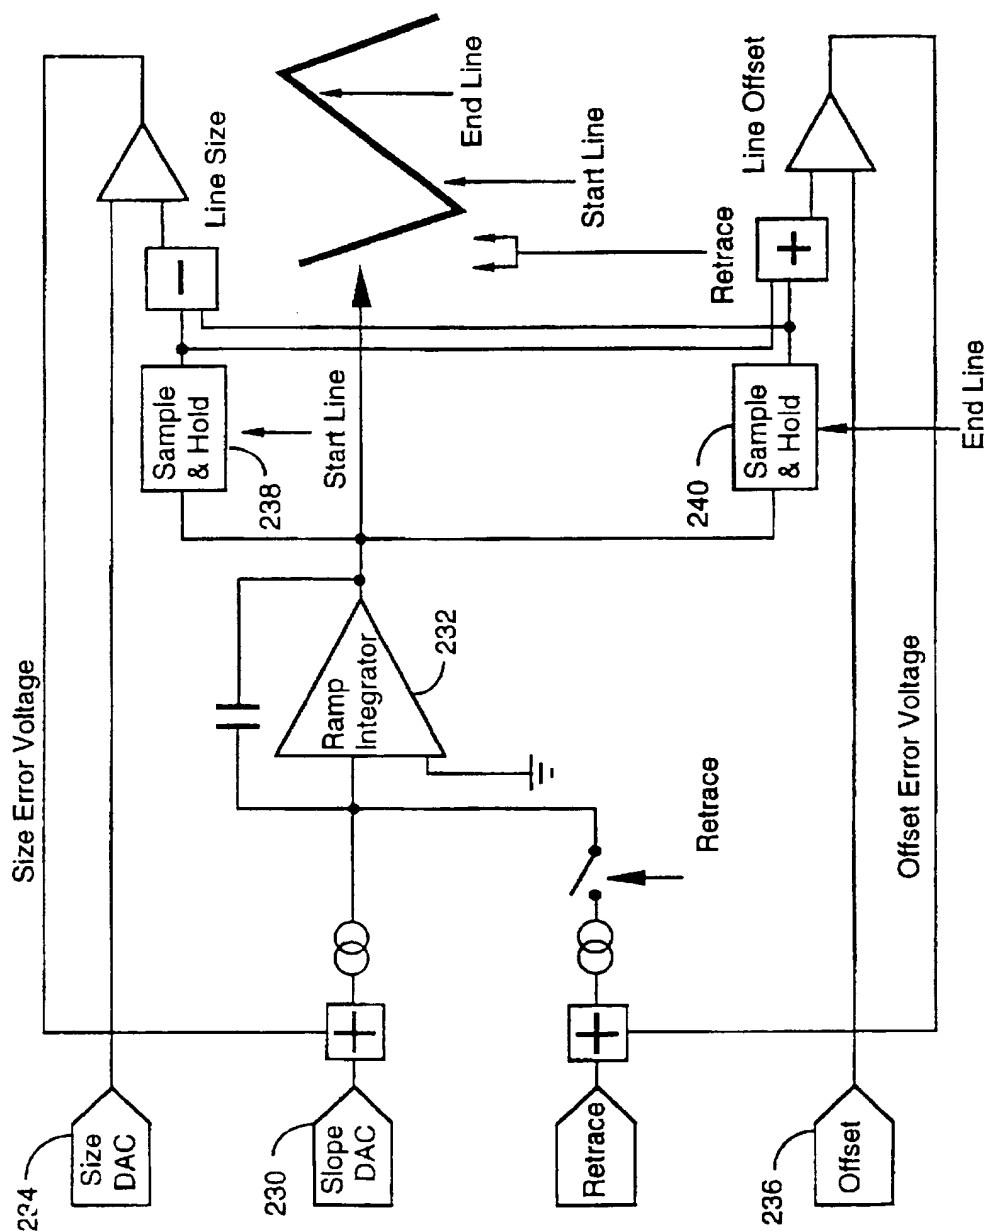 Size Error Voltage
234
Size
DAC
Line Size
Sample
& Hold
238
Start Line
End Line
Start Line
230
Slope
DAC
Ramp
Integrator
232
Retrace
Retrace
Retrace
Line Offset
240
Sample
& Hold
236
Offset
Offset Error Voltage
End Line